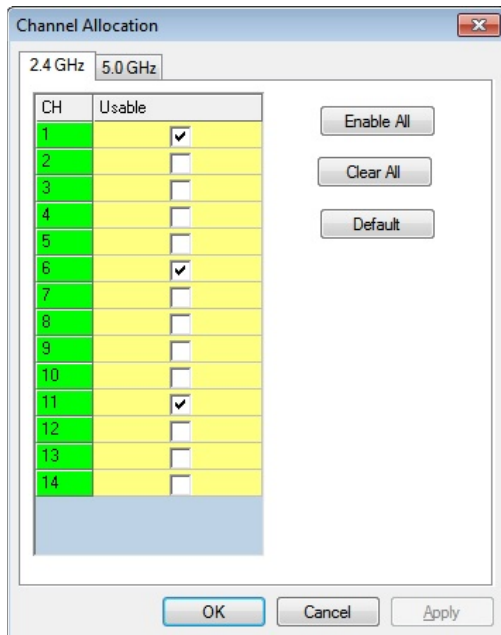 Channel Allocation
2.4 GHz 5.0 GHz
CH Usable
1
2
3
4
5
6
7
8
9
10
11
12
13
14
Enable All
Clear All
Default
OK Cancel Apply